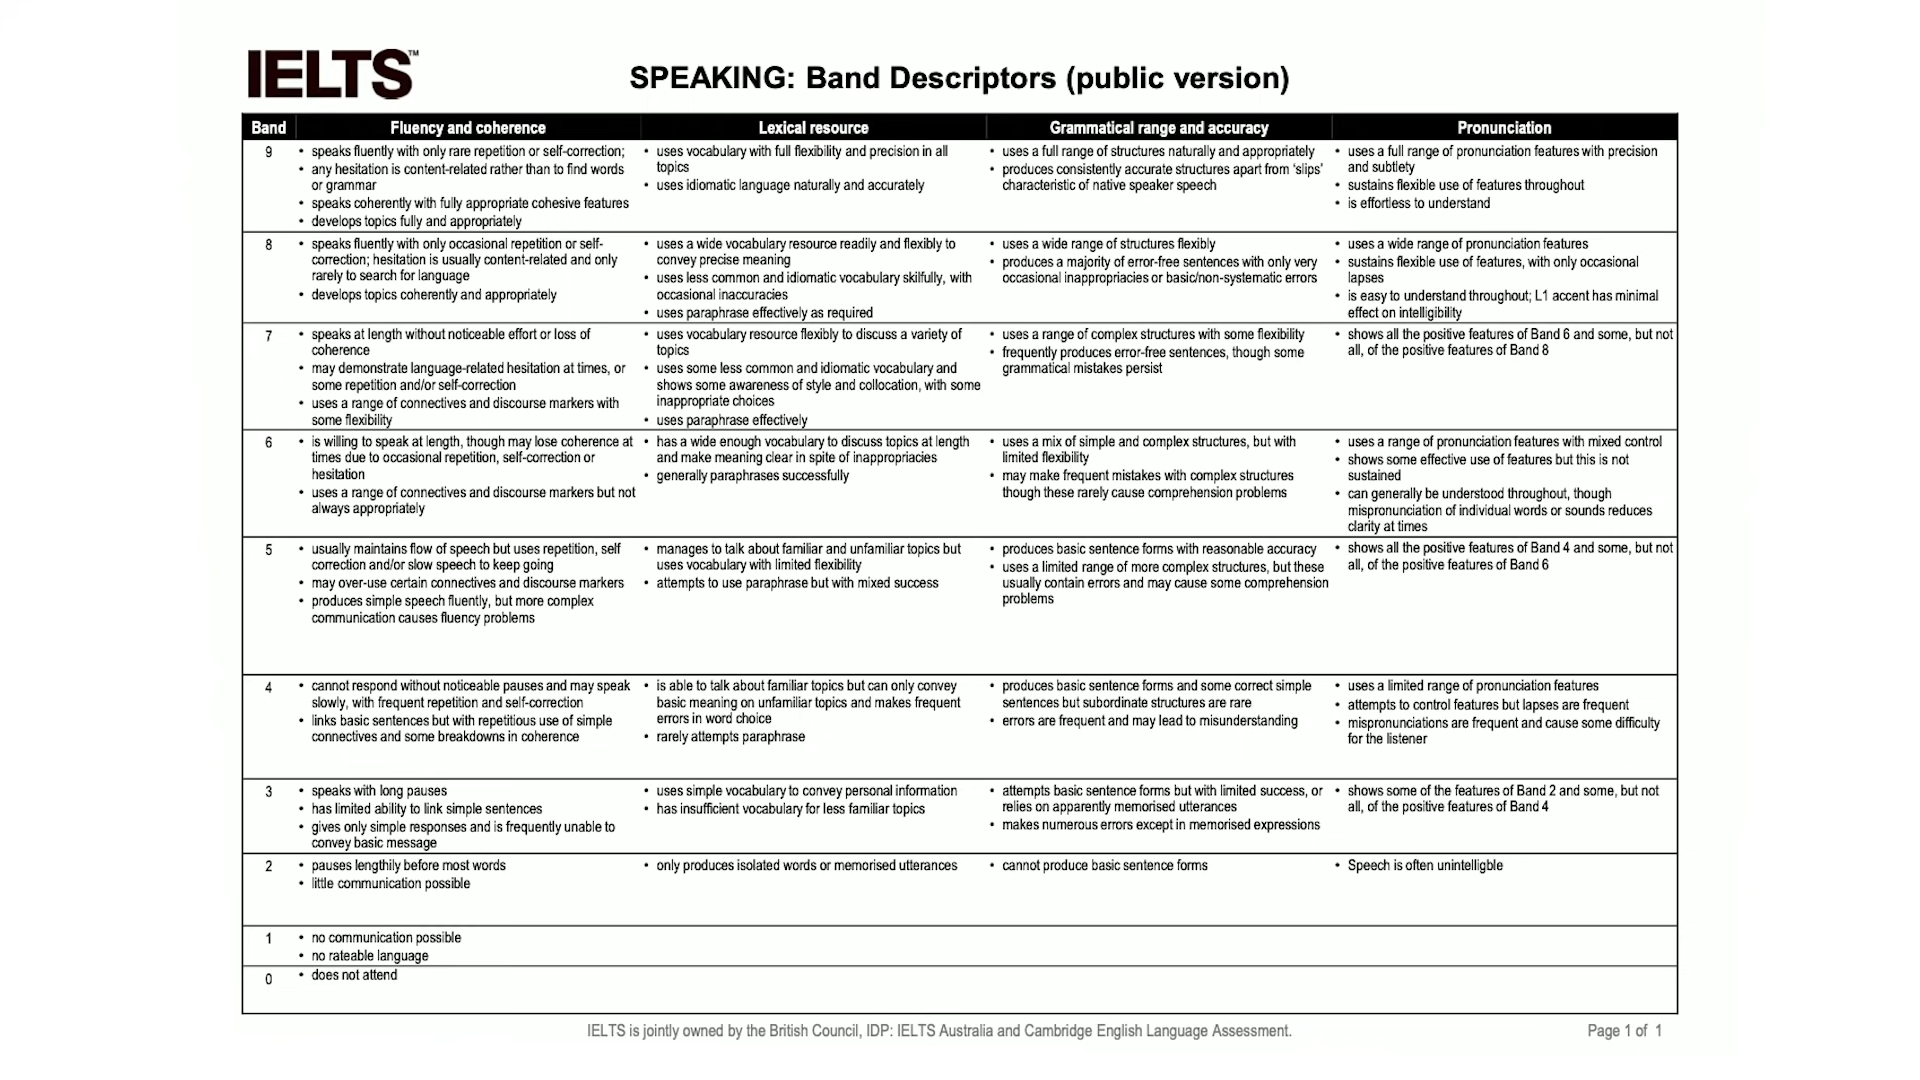 IELTS™
SPEAKING: Band Descriptors (public version)
Band
Fluency and coherence
Lexical resource
Grammatical range and accuracy
Pronunciation
9
• speaks fluently with only rare repetition or self-correction;
• any hesitation is content-related rather than to find words
or grammar
• speaks coherently with fully appropriate cohesive features
• develops topics fully and appropriately
• uses vocabulary with full flexibility and precision in all
topics
• uses idiomatic language naturally and accurately
• uses a full range of structures naturally and appropriately
• produces consistently accurate structures apart from ‘slips’
characteristic of native speaker speech
• uses a full range of pronunciation features with precision
and subtlety
• sustains flexible use of features throughout
• is effortless to understand
8
• speaks fluently with only occasional repetition or self-
correction; hesitation is usually content-related and only
rarely to search for language
• develops topics coherently and appropriately
• uses a wide vocabulary resource readily and flexibly to
convey precise meaning
• uses less common and idiomatic vocabulary skilfully, with
occasional inaccuracies
• uses paraphrase effectively as required
• uses a wide range of structures flexibly
• produces a majority of error-free sentences with only very
occasional inappropriacies or basic/non-systematic errors
• uses a wide range of pronunciation features
• sustains flexible use of features, with only occasional
lapses
• is easy to understand throughout; L1 accent has minimal
effect on intelligibility
7
• speaks at length without noticeable effort or loss of
coherence
• may demonstrate language-related hesitation at times, or
some repetition and/or self-correction
• uses a range of connectives and discourse markers with
some flexibility
• uses vocabulary resource flexibly to discuss a variety of
topics
• uses some less common and idiomatic vocabulary and
shows some awareness of style and collocation, with some
inappropriate choices
• uses paraphrase effectively
• uses a range of complex structures with some flexibility
• frequently produces error-free sentences, though some
grammatical mistakes persist
• shows all the positive features of Band 6 and some, but not
all, of the positive features of Band 8
6
• is willing to speak at length, though may lose coherence at
times due to occasional repetition, self-correction or
hesitation
• uses a range of connectives and discourse markers but not
always appropriately
• has a wide enough vocabulary to discuss topics at length
and make meaning clear in spite of inappropriacies
• generally paraphrases successfully
• uses a mix of simple and complex structures, but with
limited flexibility
• may make frequent mistakes with complex structures
though these rarely cause comprehension problems
• uses a range of pronunciation features with mixed control
• shows some effective use of features but this is not
sustained
• can generally be understood throughout, though
mispronunciation of individual words or sounds reduces
clarity at times
5
• usually maintains flow of speech but uses repetition, self
correction and/or slow speech to keep going
• may over-use certain connectives and discourse markers
• produces simple speech fluently, but more complex
communication causes fluency problems
• manages to talk about familiar and unfamiliar topics but
uses vocabulary with limited flexibility
• attempts to use paraphrase but with mixed success
• produces basic sentence forms with reasonable accuracy
• uses a limited range of more complex structures, but these
usually contain errors and may cause some comprehension
problems
• shows all the positive features of Band 4 and some, but not
all, of the positive features of Band 6
4
• cannot respond without noticeable pauses and may speak
slowly, with frequent repetition and self-correction
• links basic sentences but with repetitious use of simple
connectives and some breakdowns in coherence
• is able to talk about familiar topics but can only convey
basic meaning on unfamiliar topics and makes frequent
errors in word choice
• rarely attempts paraphrase
• produces basic sentence forms and some correct simple
sentences but subordinate structures are rare
• errors are frequent and may lead to misunderstanding
• uses a limited range of pronunciation features
• attempts to control features but lapses are frequent
• mispronunciations are frequent and cause some difficulty
for the listener
3
• speaks with long pauses
• has limited ability to link simple sentences
• gives only simple responses and is frequently unable to
convey basic message
• uses simple vocabulary to convey personal information
• has insufficient vocabulary for less familiar topics
• attempts basic sentence forms but with limited success, or
relies on apparently memorised utterances
• makes numerous errors except in memorised expressions
• shows some of the features of Band 2 and some, but not
all, of the positive features of Band 4
2
• pauses lengthily before most words
• little communication possible
• only produces isolated words or memorised utterances
• cannot produce basic sentence forms
• Speech is often unintelligble
1
• no communication possible
• no rateable language
0
• does not attend
IELTS is jointly owned by the British Council, IDP: IELTS Australia and Cambridge English Language Assessment.
Page 1 of 1